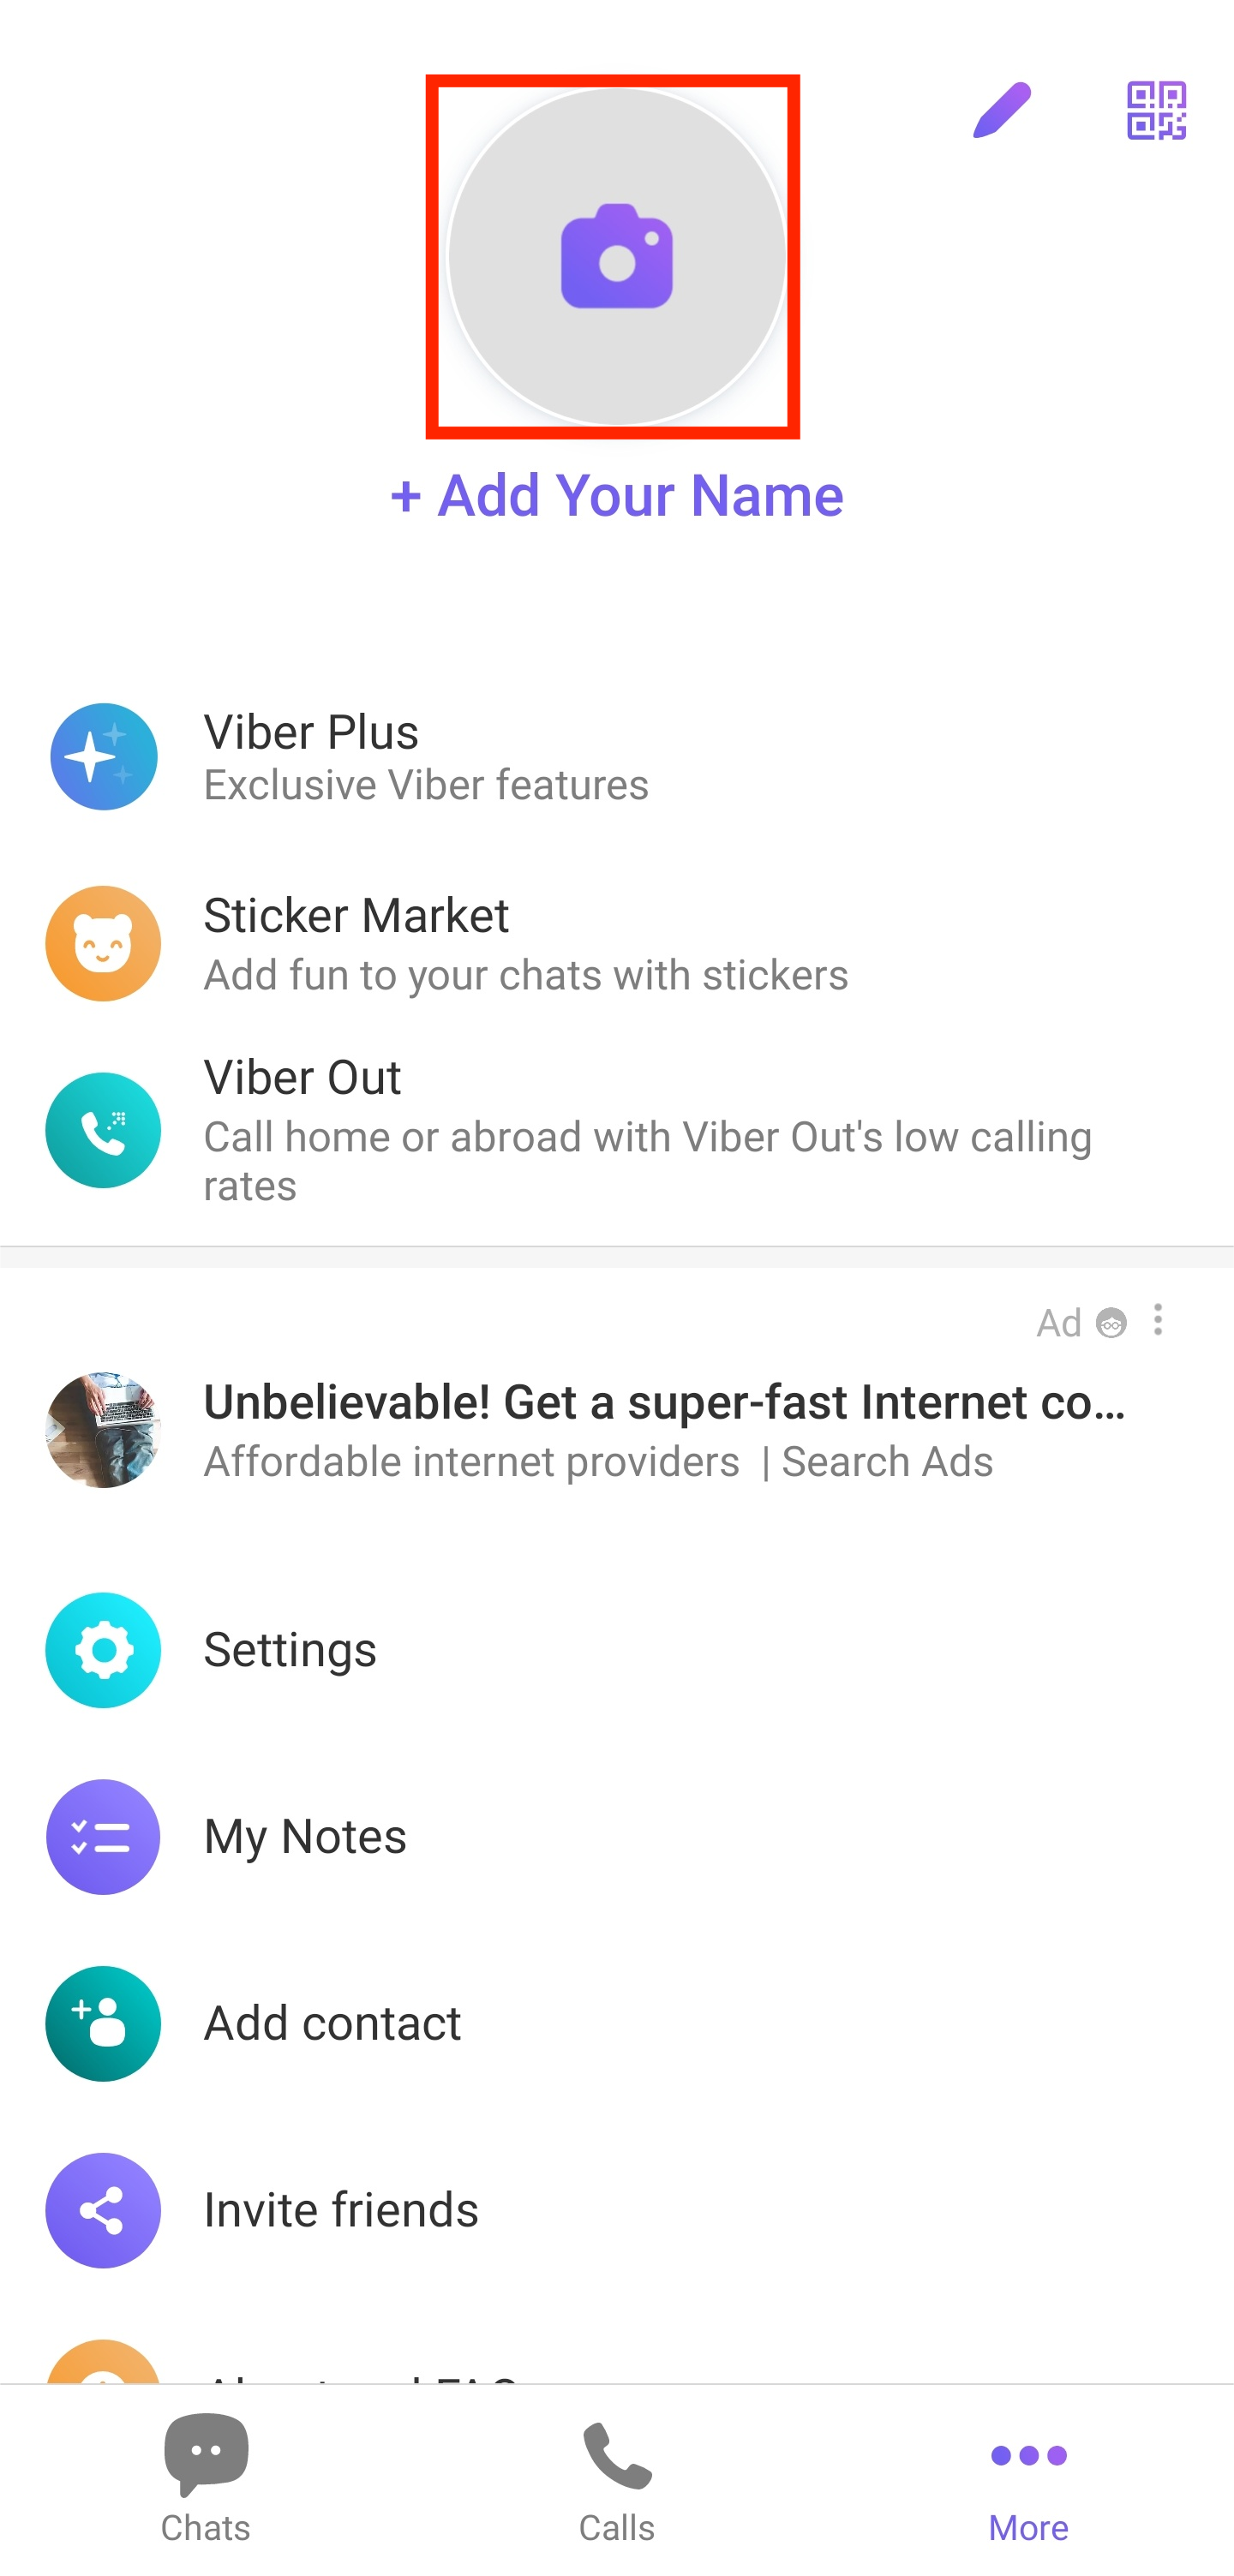 + Add Your Name
Viber Plus
Exclusive Viber features
Sticker Market
Add fun to your chats with stickers
Viber Out
Call home or abroad with Viber Out's low calling
rates
Ad
Unbelievable! Get a super-fast Internet co...
Affordable internet providers | Search Ads
Settings
My Notes
Add contact
Invite friends
Chats
Calls
More